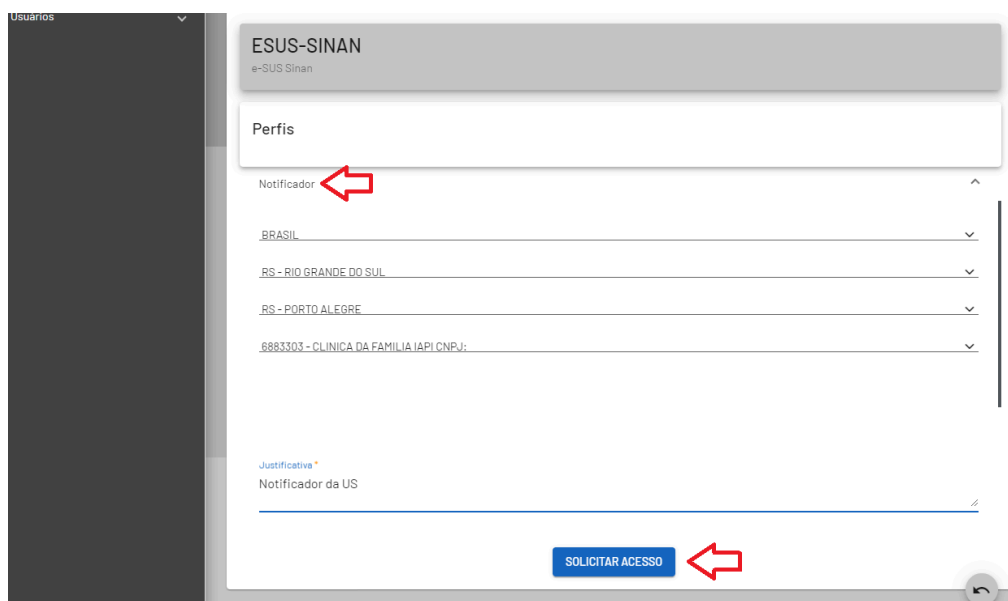 Usuários
ESUS-SINAN
e-SUS Sinan
Perfis
Notificador
BRASIL
RS - RIO GRANDE DO SUL
RS - PORTO ALEGRE
6883303 - CLINICA DA FAMILIA IAPI CNPJ:
Justificativa *
Notificador da US
SOLICITAR ACESSO